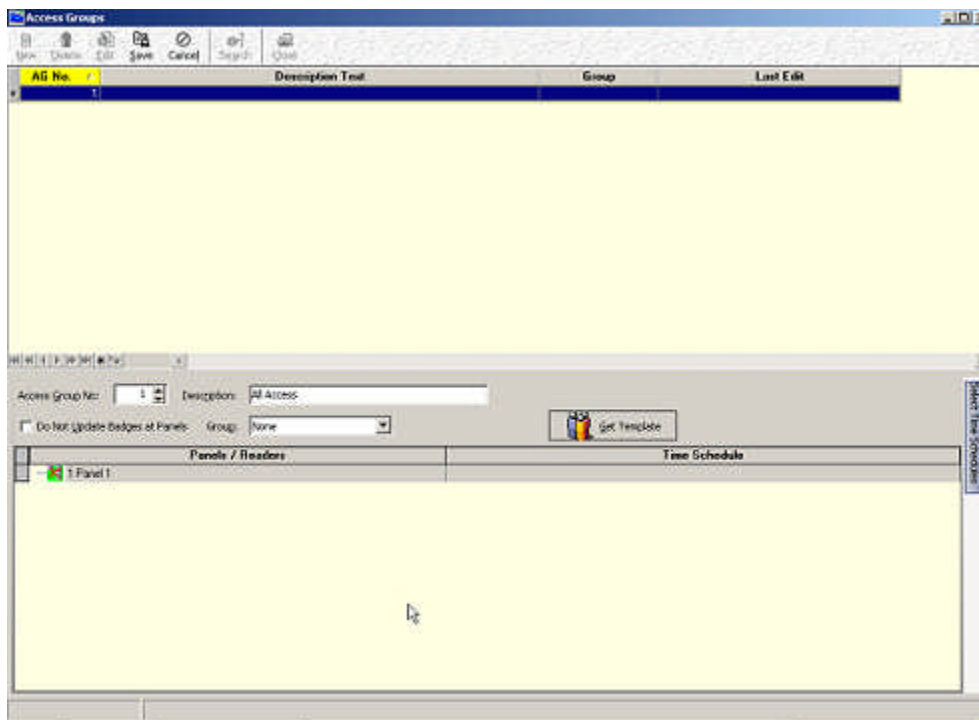 Access Groups
New Delete Edit Save Cancel Search Close
AG No. Description Text Group Last Edit
1
Access Group No: 1 Description: All Access
Do Not Update Badges at Panels Group: None Get Template
Panels / Readers Time Schedule
1 Panel 1
Select Time Schedules